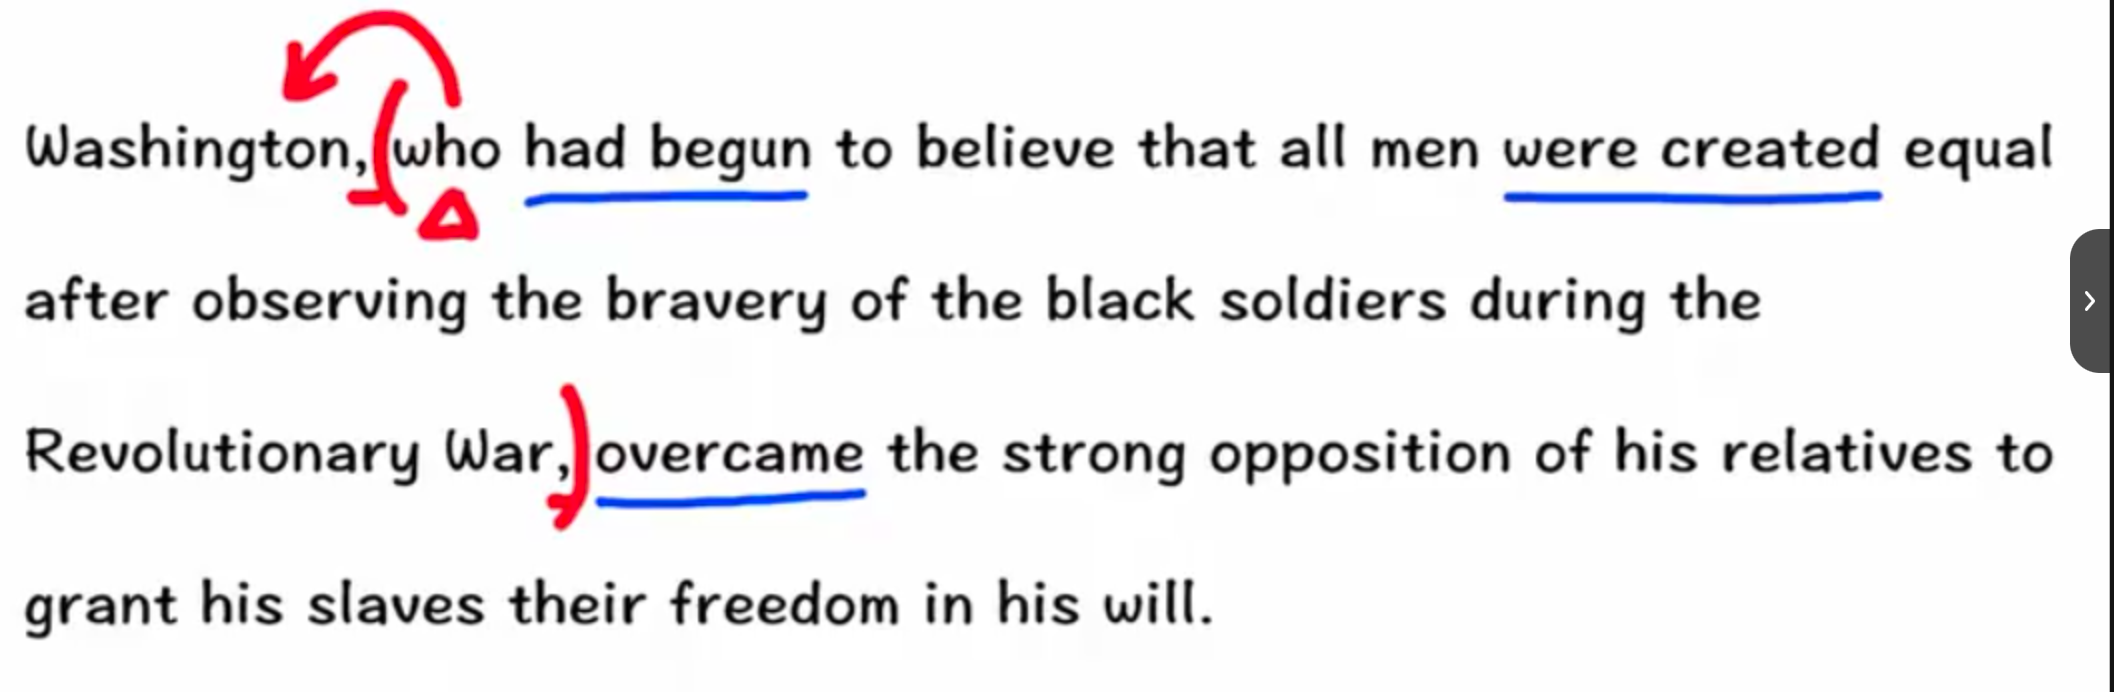 Washington, who had begun to believe that all men were created equal
after observing the bravery of the black soldiers during the
Revolutionary War, overcame the strong opposition of his relatives to
grant his slaves their freedom in his will.